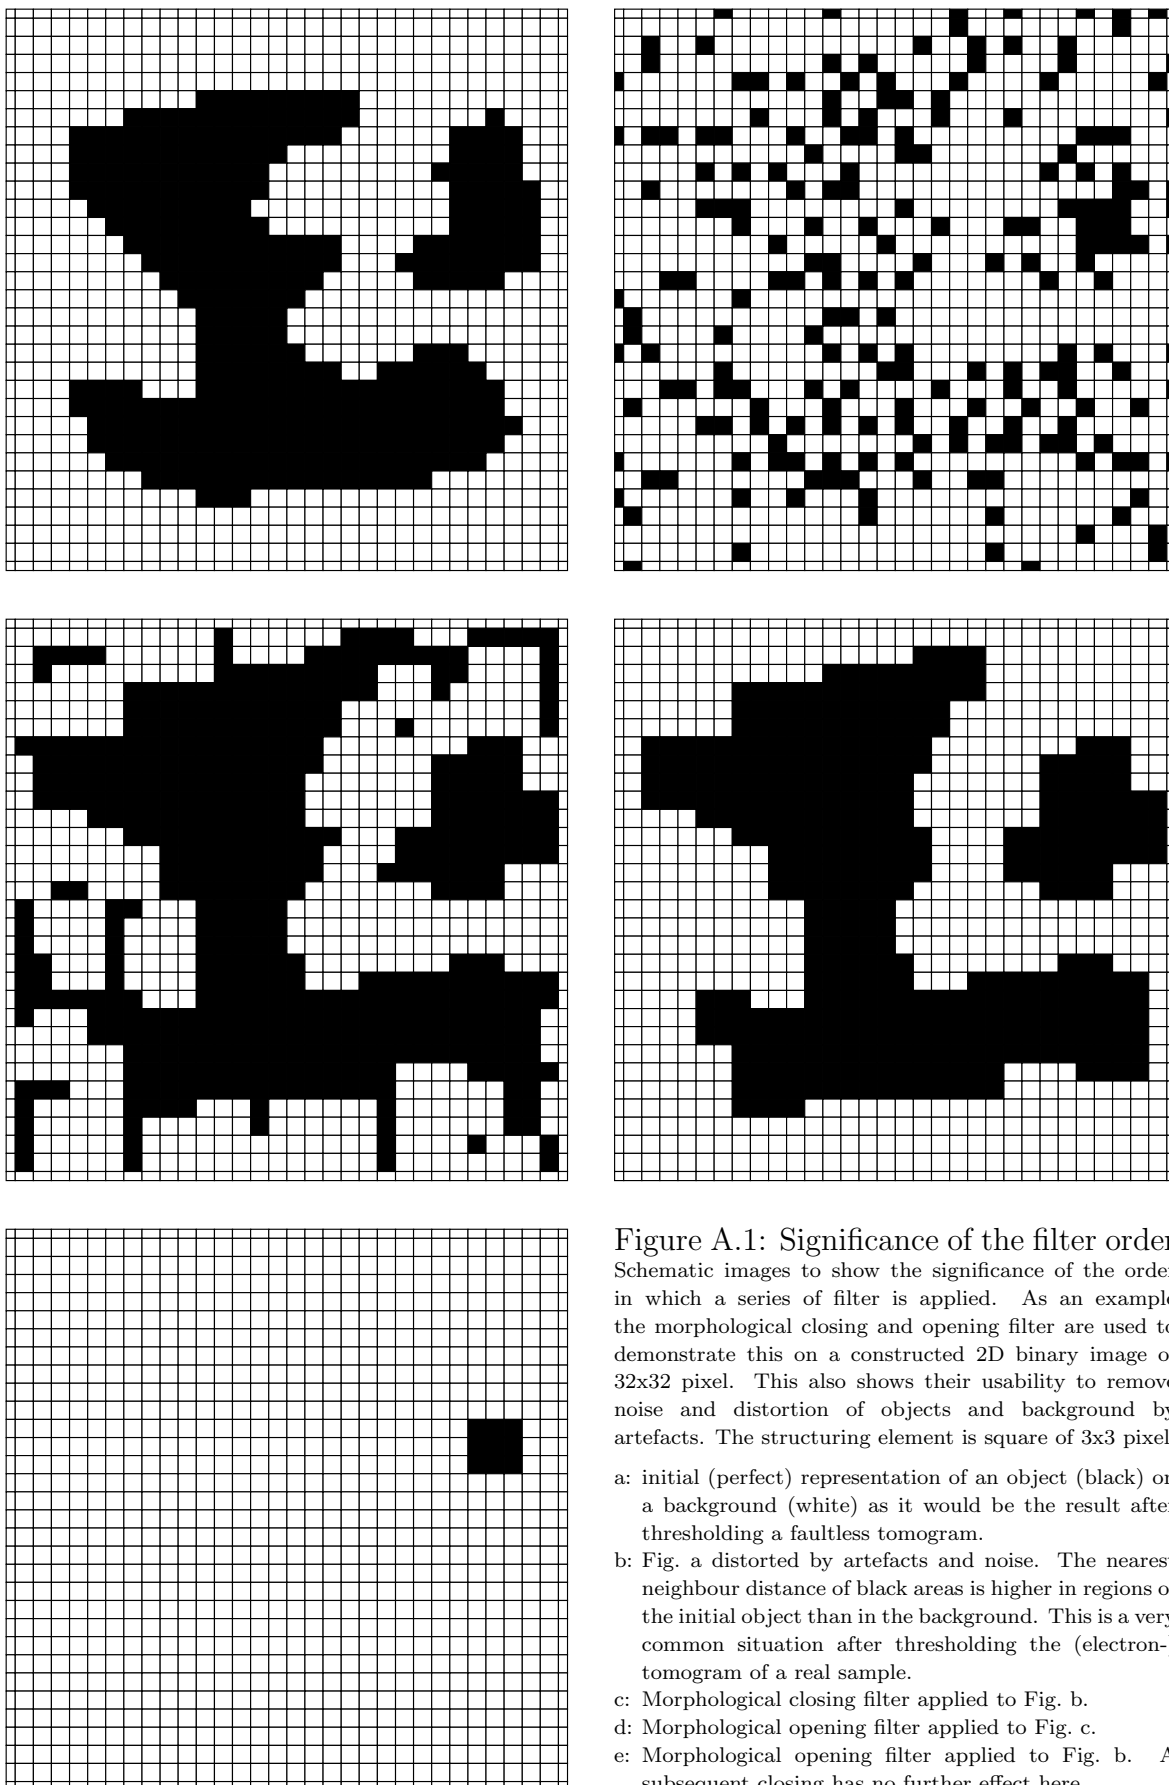 Figure A.1: Significance of the filter order
Schematic images to show the significance of the order
in which a series of filter is applied. As an example
the morphological closing and opening filter are used to
demonstrate this on a constructed 2D binary image of
32x32 pixel. This also shows their usability to remove
noise and distortion of objects and background by
artefacts. The structuring element is square of 3x3 pixel
a: initial (perfect) representation of an object (black) on
a background (white) as it would be the result after
thresholding a faultless tomogram.
b: Fig. a distorted by artefacts and noise. The nearest
neighbour distance of black areas is higher in regions of
the initial object than in the background. This is a very
common situation after thresholding the (electron-)
tomogram of a real sample.
c: Morphological closing filter applied to Fig. b.
d: Morphological opening filter applied to Fig. c.
e: Morphological opening filter applied to Fig. b. A
subsequent closing has no further effect here